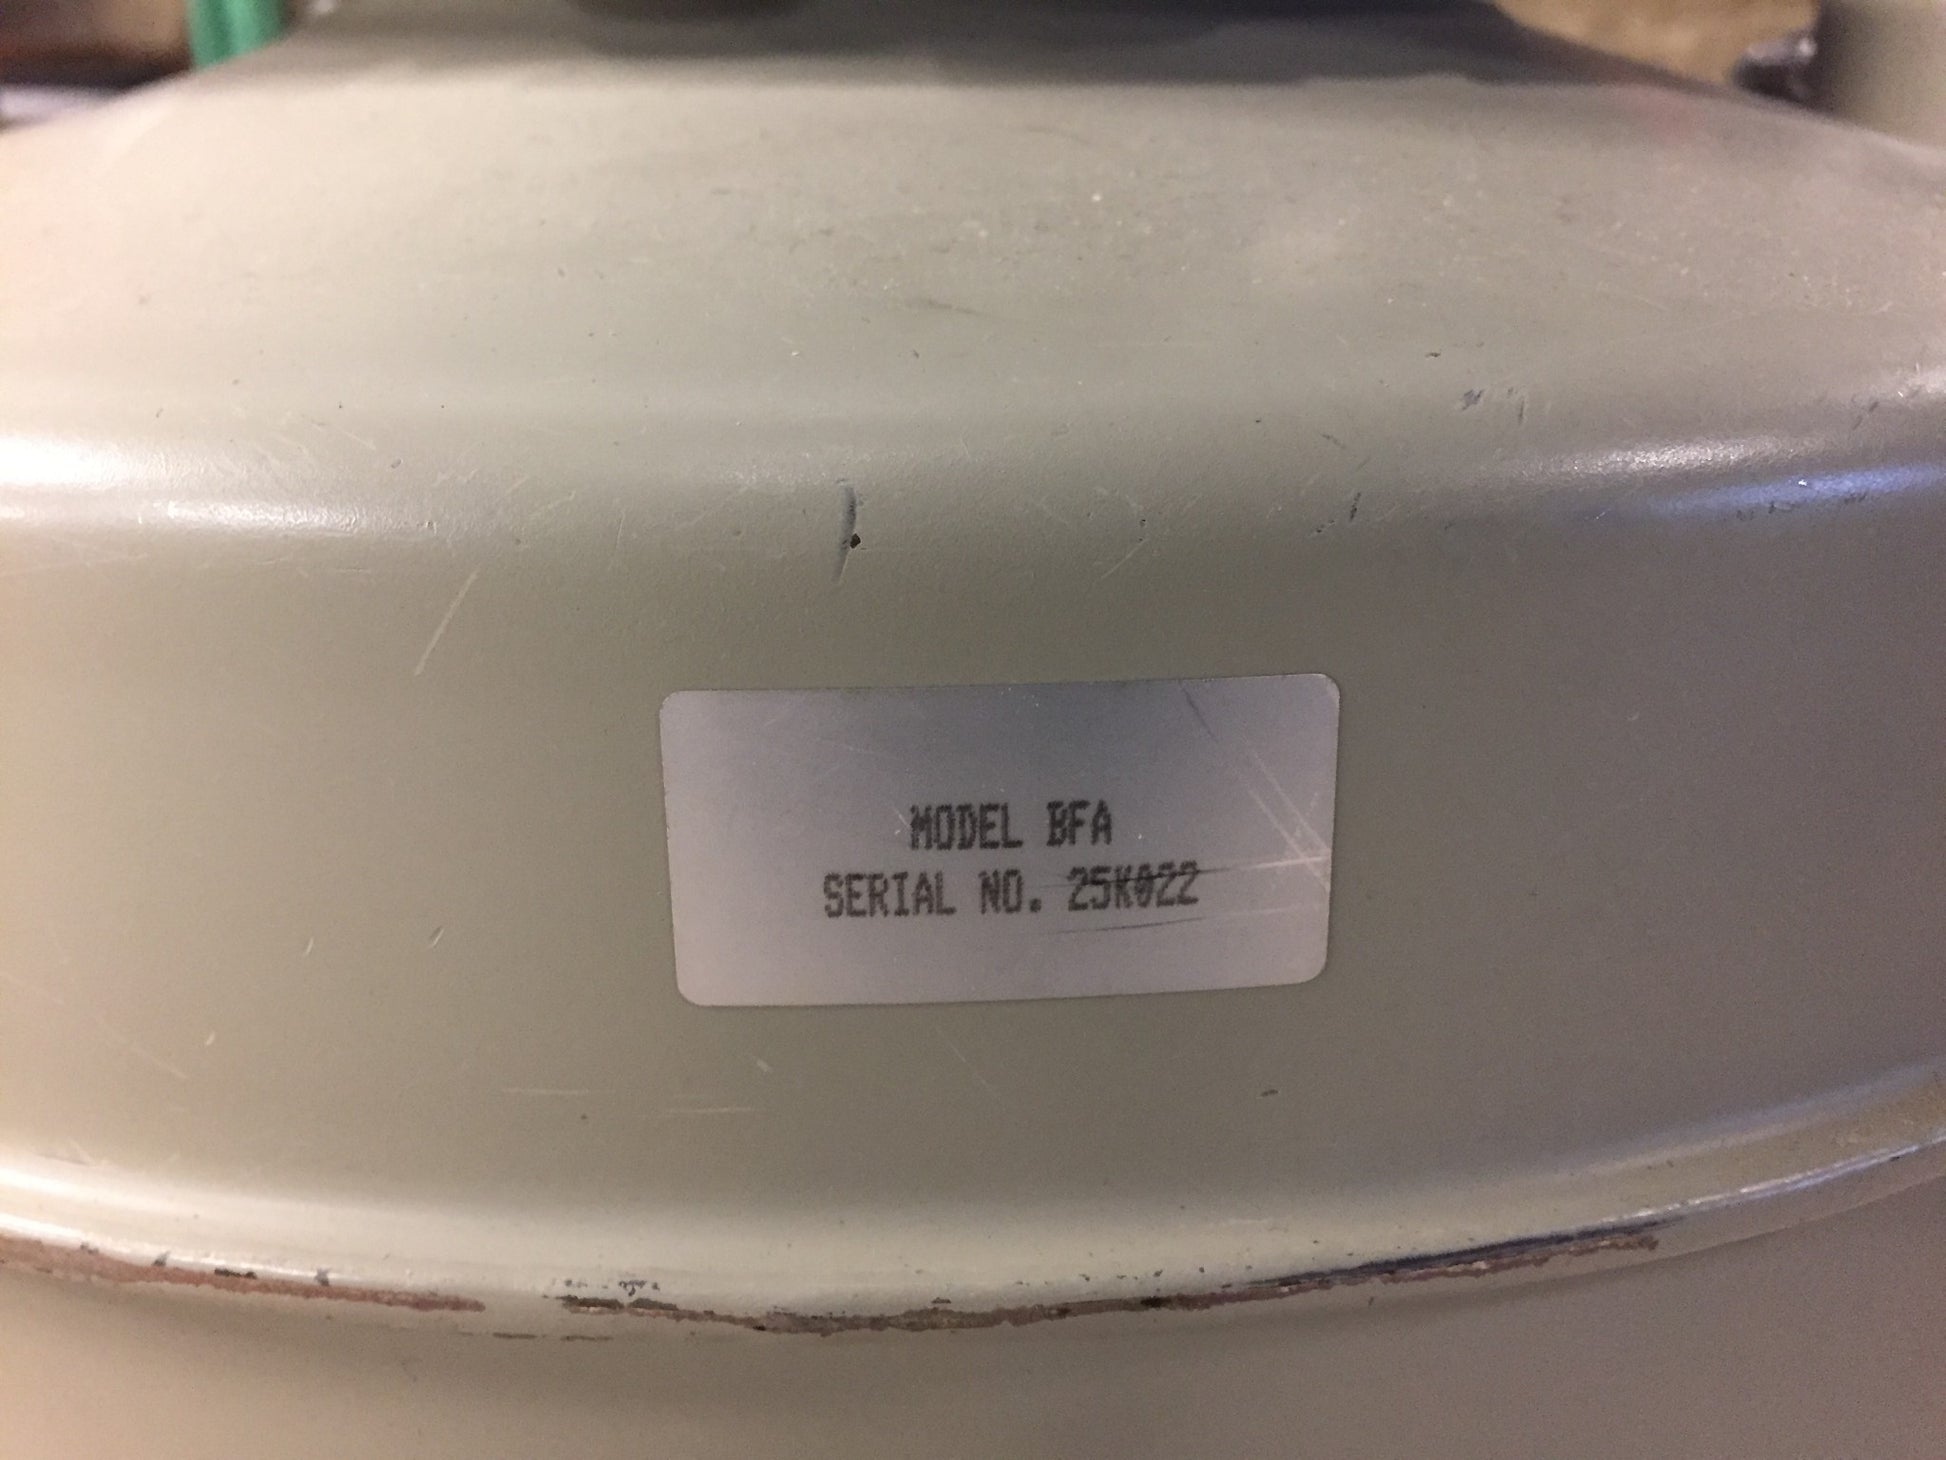 MODEL BFA
SERIAL NO. 25K022